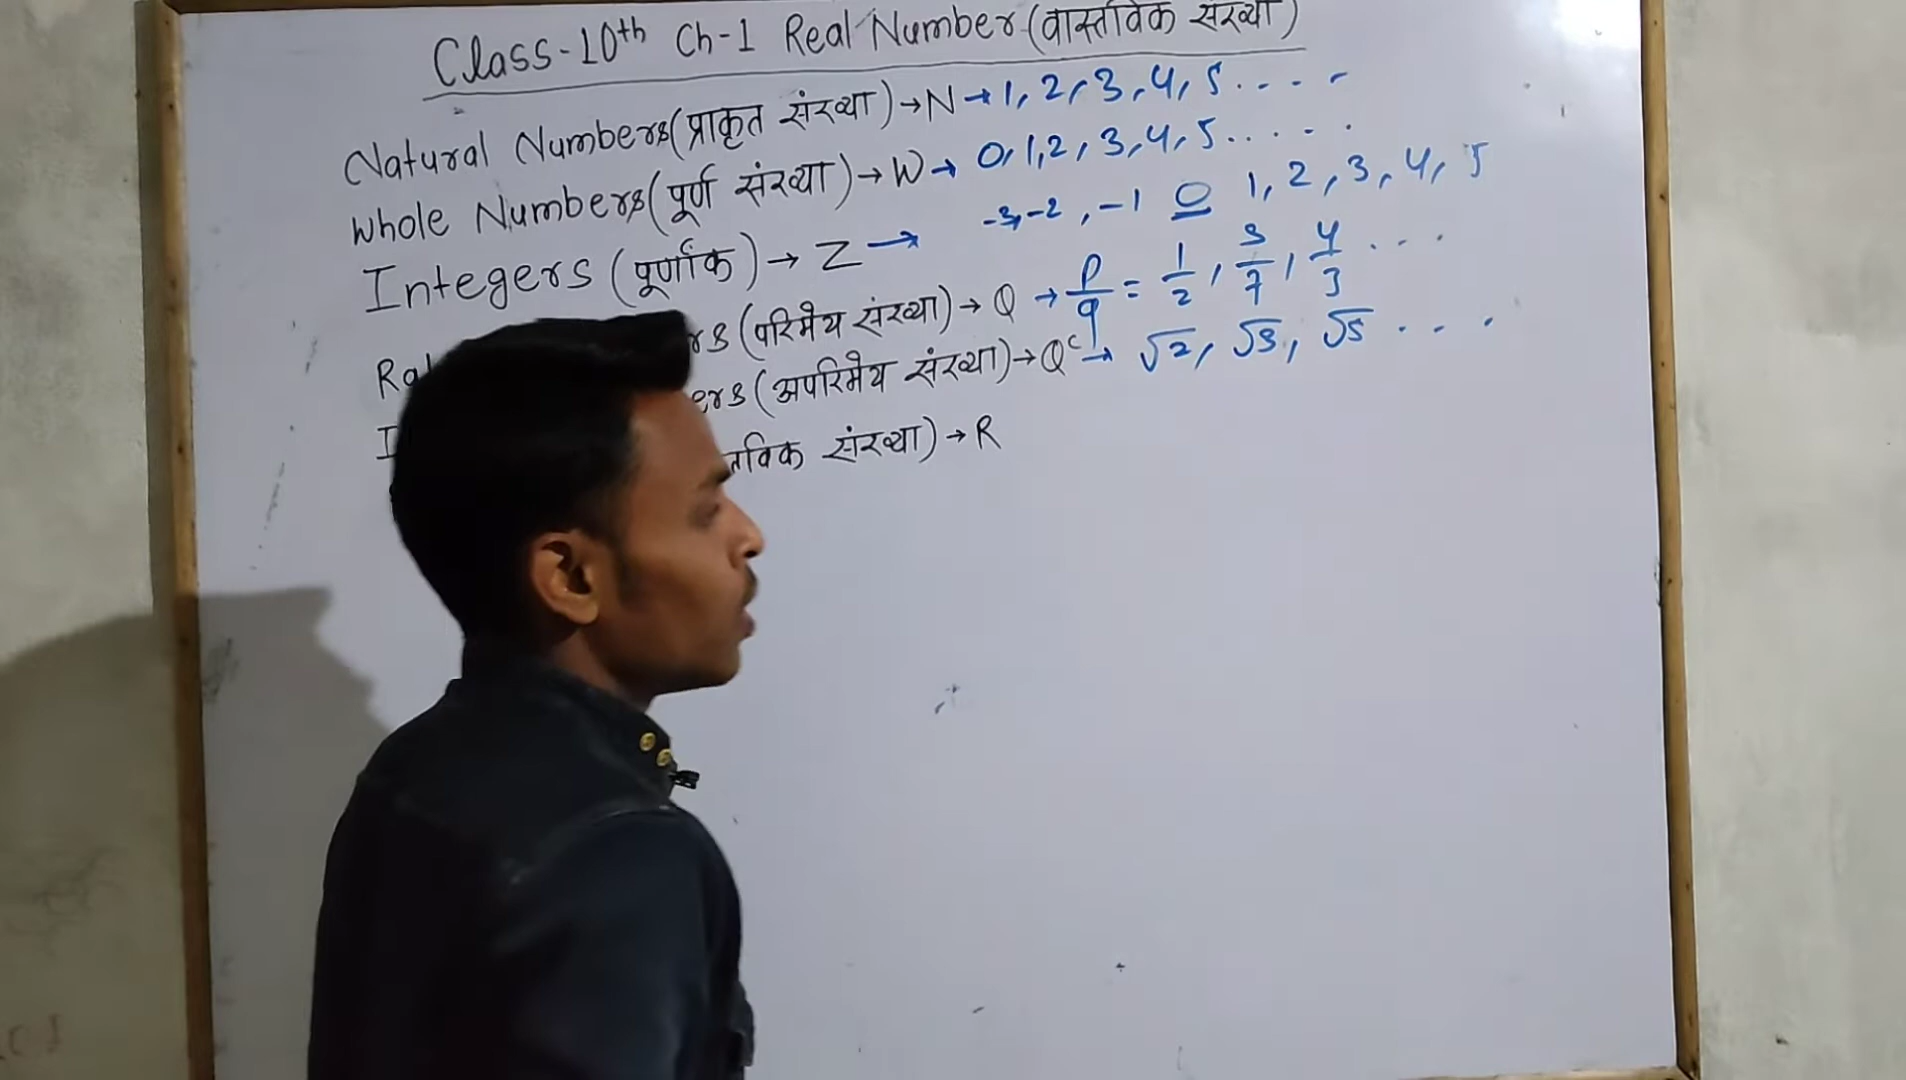 Class-10th Ch-1 Real Number (वास्तविक संख्या)
Natural Numbers (प्राकृत संख्या) → N → 1, 2, 3, 4, 5 . . . .
Whole Numbers (पूर्ण संख्या) → W → 0, 1, 2, 3, 4, 5 . . . . .
Integers (पूर्णांक) → Z → -3, -2, -1 0 1, 2, 3, 4, 5
Rat rs (परिमेय संख्या) → Q → p/q = 1/2, 3/7, 4/3 . . .
I ers (अपरिमेय संख्या) → Q^c → √2, √3, √5 . . .
तविक संख्या) → R